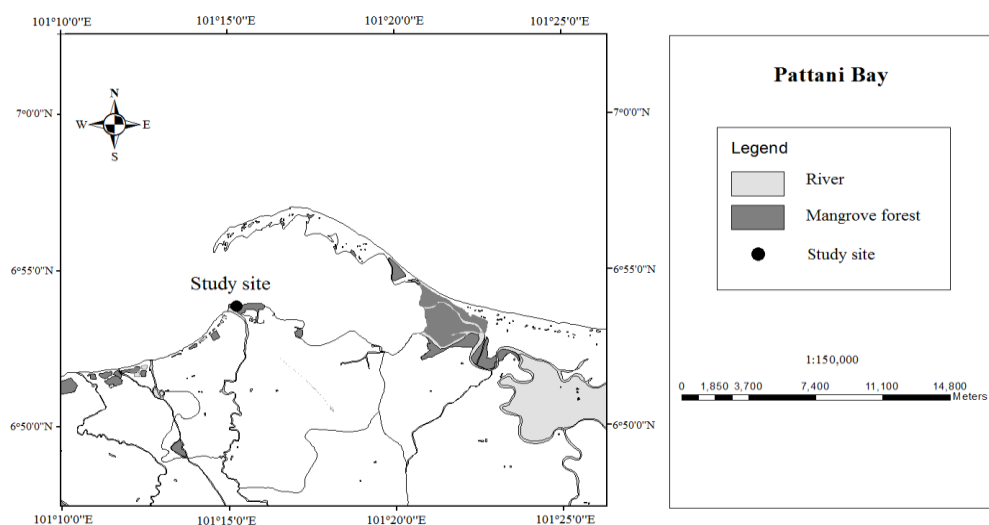 101°10'0"E 101°15'0"E 101°20'0"E 101°25'0"E
N
W E
S
7°0'0"N 7°0'0"N
6°55'0"N 6°55'0"N
Study site
6°50'0"N 6°50'0"N
101°10'0"E 101°15'0"E 101°20'0"E 101°25'0"E
Pattani Bay
Legend
River
Mangrove forest
Study site
1:150,000
0 1,850 3,700 7,400 11,100 14,800
Meters